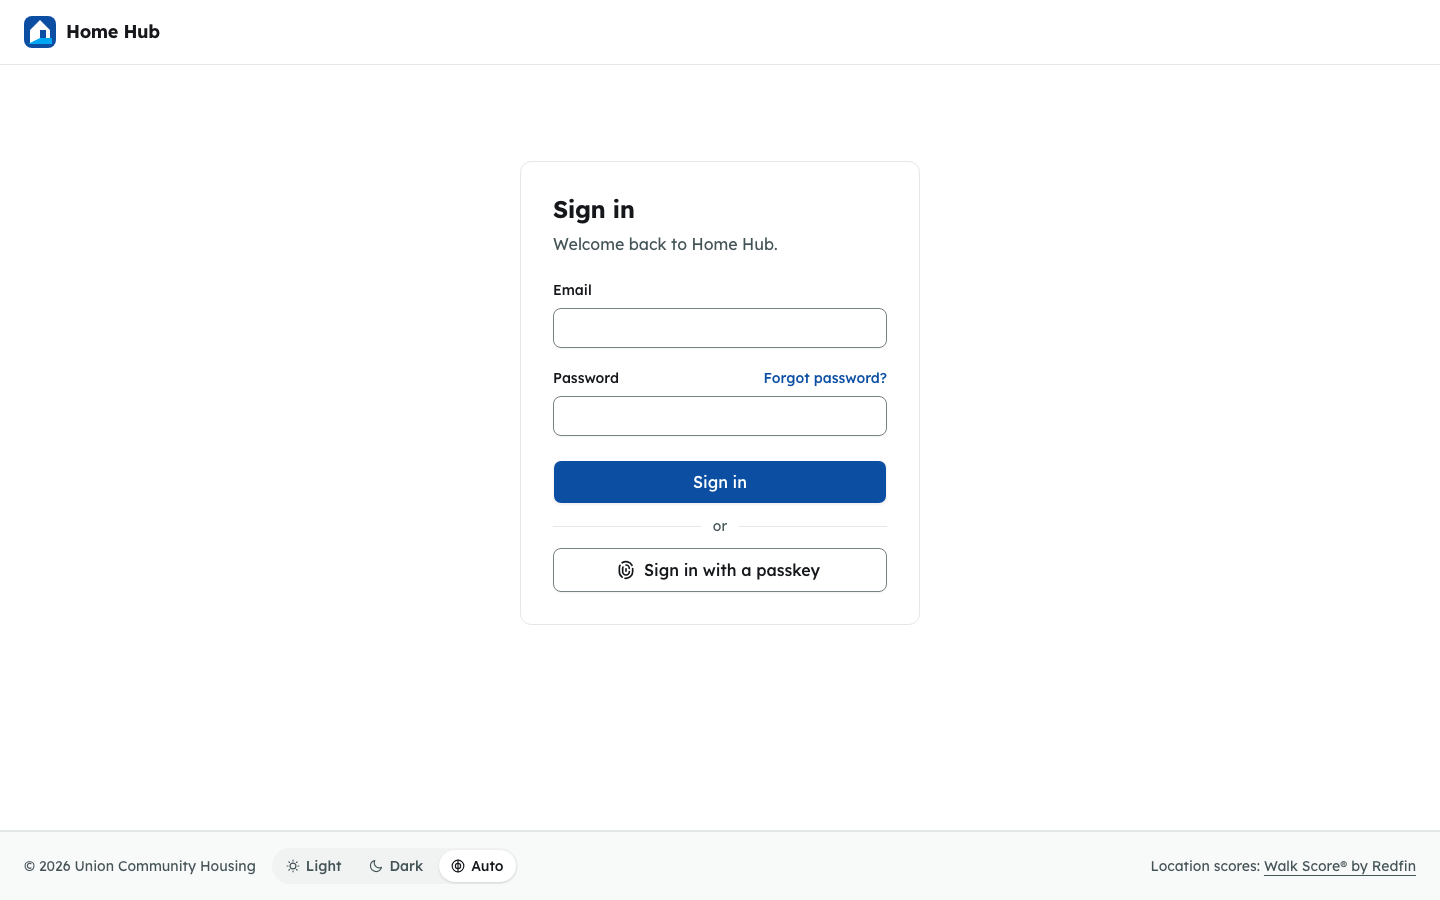 Home Hub
Sign in
Welcome back to Home Hub.
Email
Password
Forgot password?
Sign in
or
Sign in with a passkey
© 2026 Union Community Housing
Light
Dark
Auto
Location scores: Walk Score® by Redfin